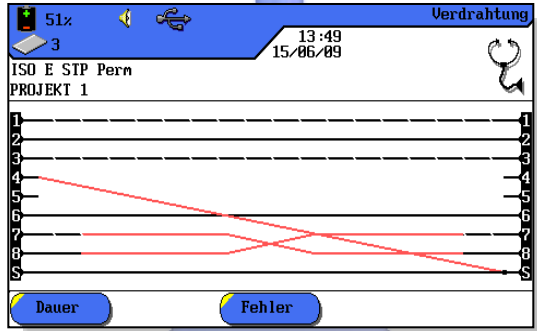 51% Verdrahtung
3 13:49
15/06/09
ISO E STP Perm
PROJEKT 1
1 1
2 2
3 3
4 4
5 5
6 6
7 7
8 8
S S
Dauer Fehler